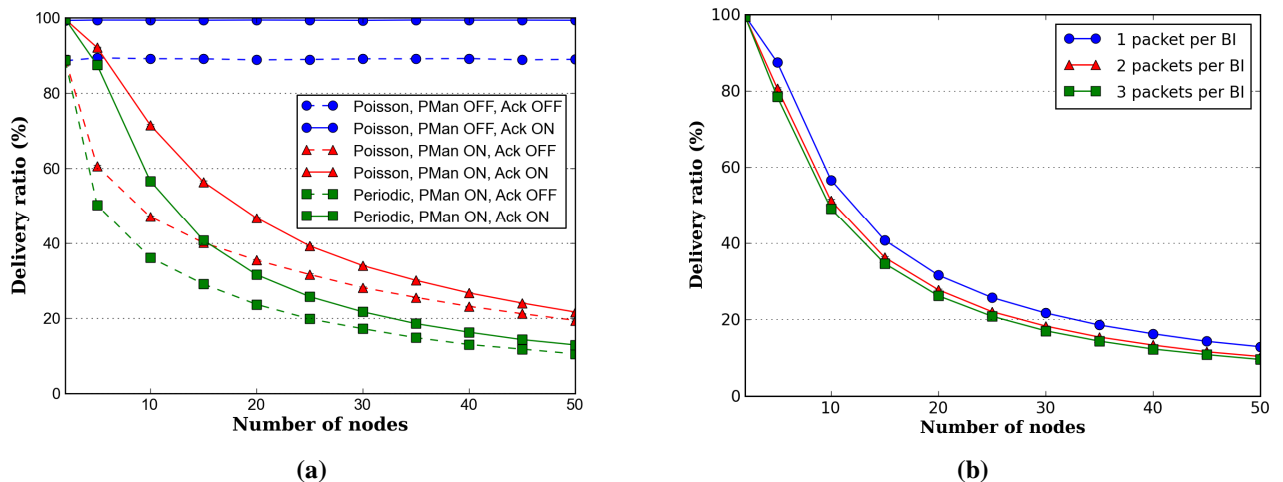 100
80
60
40
20
0
Delivery ratio (%)
10
20
30
40
50
Number of nodes
Poisson, PMan OFF, Ack OFF
Poisson, PMan OFF, Ack ON
Poisson, PMan ON, Ack OFF
Poisson, PMan ON, Ack ON
Periodic, PMan ON, Ack OFF
Periodic, PMan ON, Ack ON
(a)
100
80
60
40
20
0
Delivery ratio (%)
10
20
30
40
50
Number of nodes
1 packet per BI
2 packets per BI
3 packets per BI
(b)